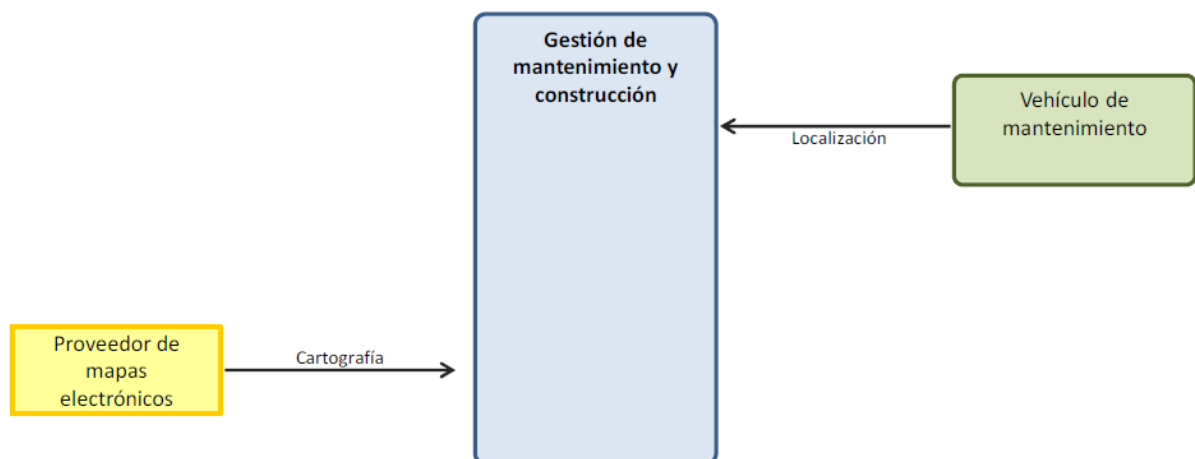 Gestión de
mantenimiento y
construcción
Vehículo de
mantenimiento
Localización
Proveedor de
mapas
electrónicos
Cartografía